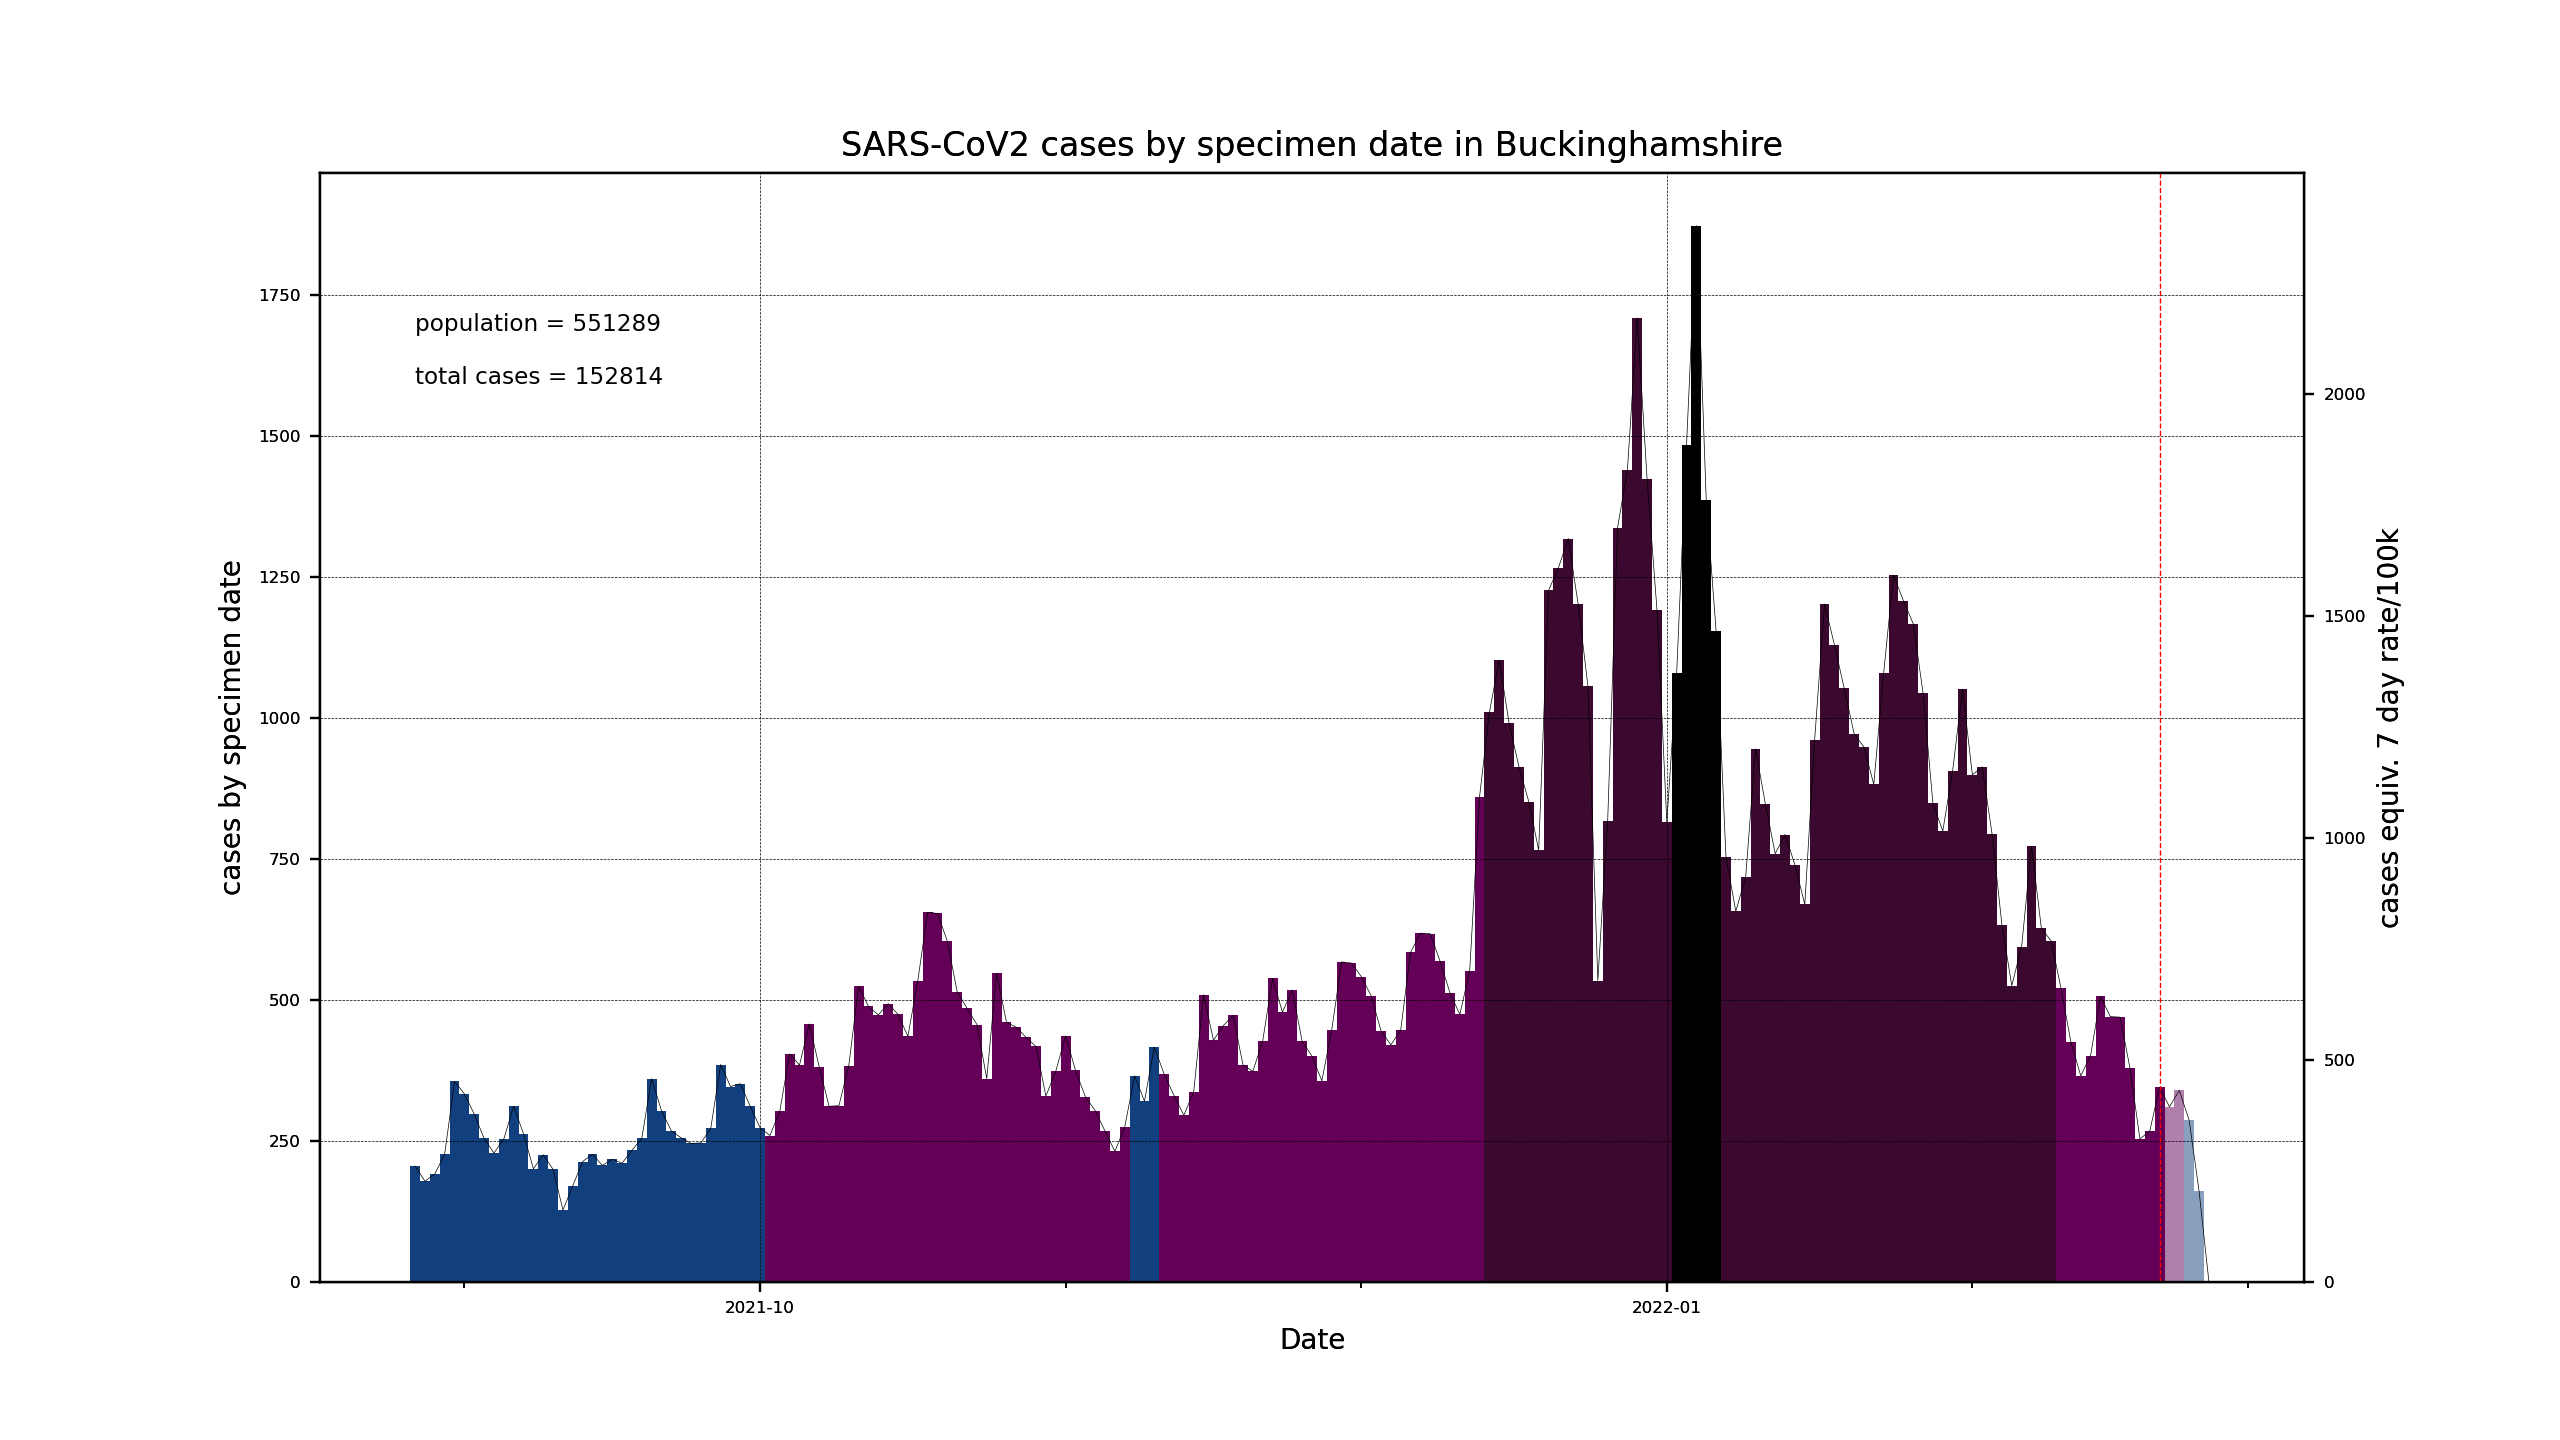 SARS-CoV2 cases by specimen date in Buckinghamshire
population = 551289
total cases = 152814
cases by specimen date
1750
1500
1250
1000
750
500
250
0
2000
1500
1000
500
0
cases equiv. 7 day rate/100k
2021-10
2022-01
Date